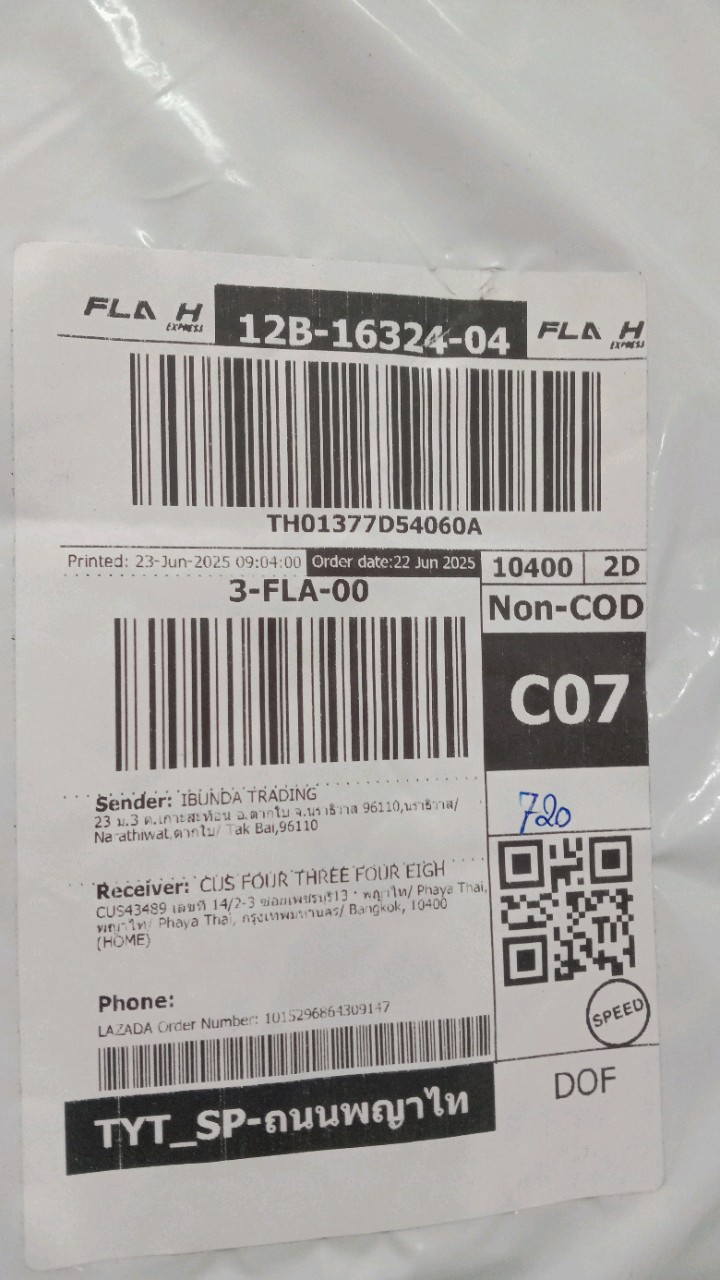 FLA H
EXPRESS
12B-16324-04
FLA H
EXPRESS
TH01377D54060A
Printed: 23-Jun-2025 09:04:00
Order date:22 Jun 2025
10400
2D
3-FLA-00
Non-COD
C07
Sender: IBUNDA TRADING
23 ม.3 ต.เกาะสะท้อน อ.ตากใบ จ.นราธิวาส 96110,นราธิวาส/
Narathiwat,ตากใบ/ Tak Bai,96110
720
Receiver: CUS FOUR THREE FOUR EIGH
CUS43489 เลขที่ 14/2-3 ซอยเพชรบุรี13 พญาไท/ Phaya Thai,
พญาไท/ Phaya Thai, กรุงเทพมหานคร/ Bangkok, 10400
(HOME)
Phone:
LAZADA Order Number: 1015296864309147
SPEED
TYT_SP-ถนนพญาไท
DOF